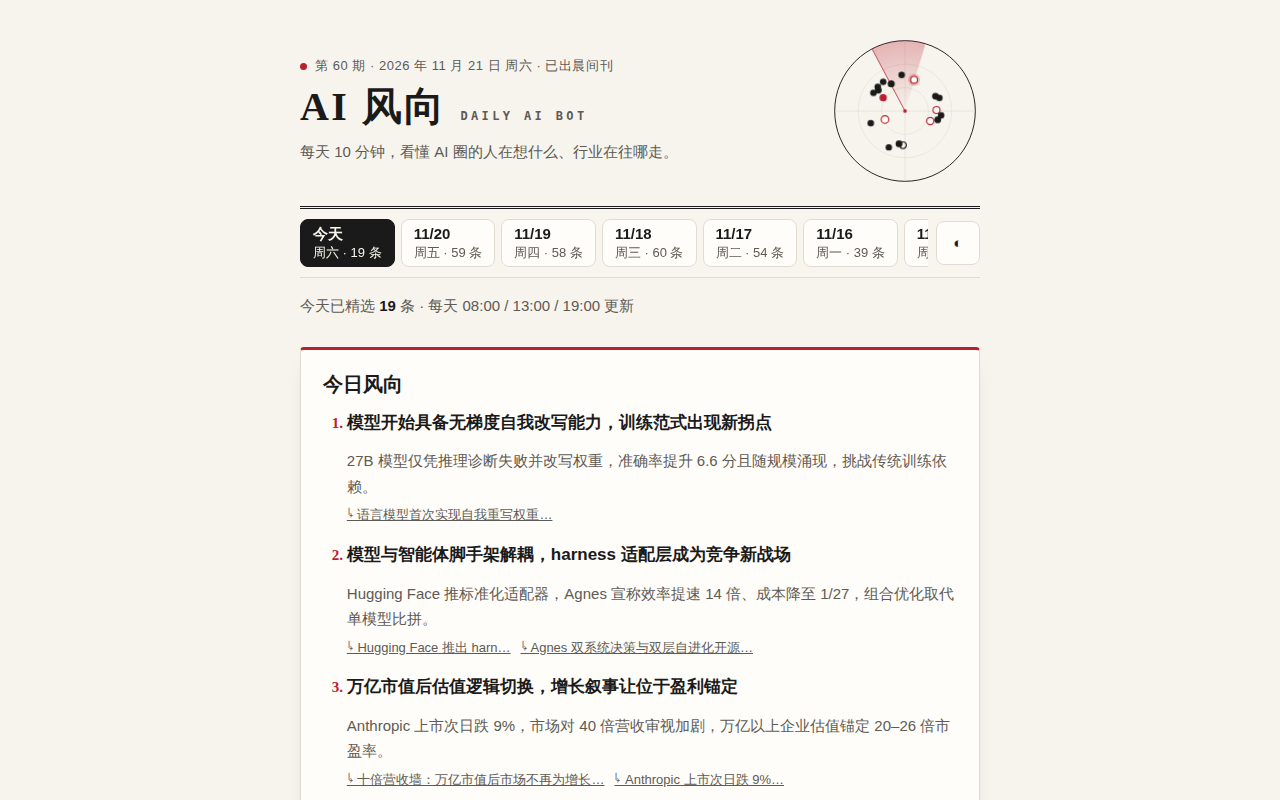 第 60 期 · 2026 年 11 月 21 日 周六 · 已出晨间刊
AI 风向 DAILY AI BOT
每天 10 分钟，看懂 AI 圈的人在想什么、行业在往哪走。
今天 11/20 11/19 11/18 11/17 11/16 11
周六 · 19 条 周五 · 59 条 周四 · 58 条 周三 · 60 条 周二 · 54 条 周一 · 39 条 周
今天已精选 19 条 · 每天 08:00 / 13:00 / 19:00 更新
今日风向
1. 模型开始具备无梯度自我改写能力，训练范式出现新拐点
27B 模型仅凭推理诊断失败并改写权重，准确率提升 6.6 分且随规模涌现，挑战传统训练依
赖。
↳ 语言模型首次实现自我重写权重…
2. 模型与智能体脚手架解耦，harness 适配层成为竞争新战场
Hugging Face 推标准化适配器，Agnes 宣称效率提速 14 倍、成本降至 1/27，组合优化取代
单模型比拼。
↳ Hugging Face 推出 harn… ↳ Agnes 双系统决策与双层自进化开源…
3. 万亿市值后估值逻辑切换，增长叙事让位于盈利锚定
Anthropic 上市次日跌 9%，市场对 40 倍营收审视加剧，万亿以上企业估值锚定 20–26 倍市
盈率。
↳ 十倍营收墙：万亿市值后市场不再为增长… ↳ Anthropic 上市次日跌 9%…